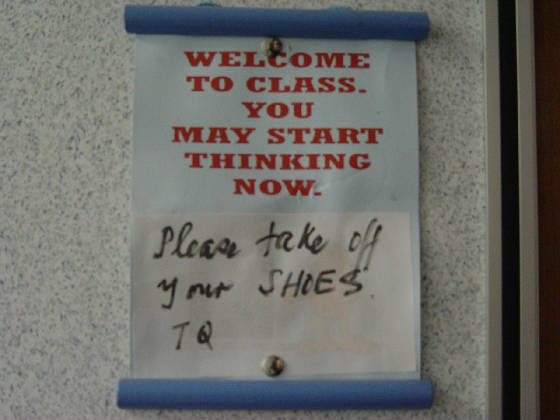 WELCOME
TO CLASS.
YOU
MAY START
THINKING
NOW.
Please take off
your SHOES.
TQ